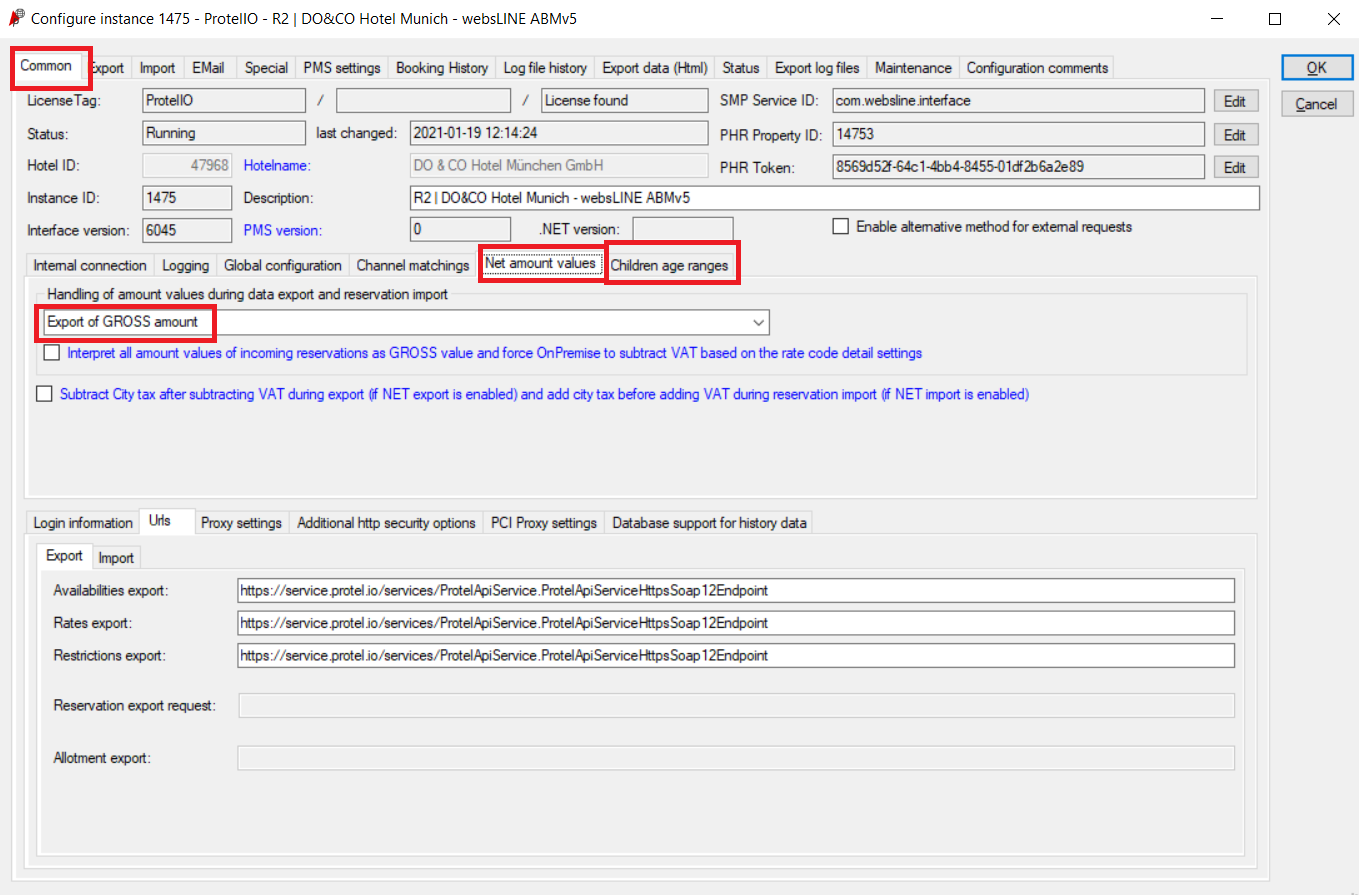 Configure instance 1475 - ProtelIO - R2 | DO&CO Hotel Munich - websLINE ABMv5
Common Export Import EMail Special PMS settings Booking History Log file history Export data (Html) Status Export log files Maintenance Configuration comments
OK
LicenseTag: ProtelIO / / License found SMP Service ID: com.websline.interface Edit
Cancel
Status: Running last changed: 2021-01-19 12:14:24 PHR Property ID: 14753 Edit
Hotel ID: 47968 Hotelname: DO & CO Hotel München GmbH PHR Token: 8569d52f-64c1-4bb4-8455-01df2b6a2e89 Edit
Instance ID: 1475 Description: R2 | DO&CO Hotel Munich - websLINE ABMv5
Interface version: 6045 PMS version: 0 .NET version: Enable alternative method for external requests
Internal connection Logging Global configuration Channel matchings Net amount values Children age ranges
Handling of amount values during data export and reservation import
Export of GROSS amount
Interpret all amount values of incoming reservations as GROSS value and force OnPremise to subtract VAT based on the rate code detail settings
Subtract City tax after subtracting VAT during export (if NET export is enabled) and add city tax before adding VAT during reservation import (if NET import is enabled)
Login information Urls Proxy settings Additional http security options PCI Proxy settings Database support for history data
Export Import
Availabilities export: https://service.protel.io/services/ProtelApiService.ProtelApiServiceHttpsSoap12Endpoint
Rates export: https://service.protel.io/services/ProtelApiService.ProtelApiServiceHttpsSoap12Endpoint
Restrictions export: https://service.protel.io/services/ProtelApiService.ProtelApiServiceHttpsSoap12Endpoint
Reservation export request:
Allotment export: